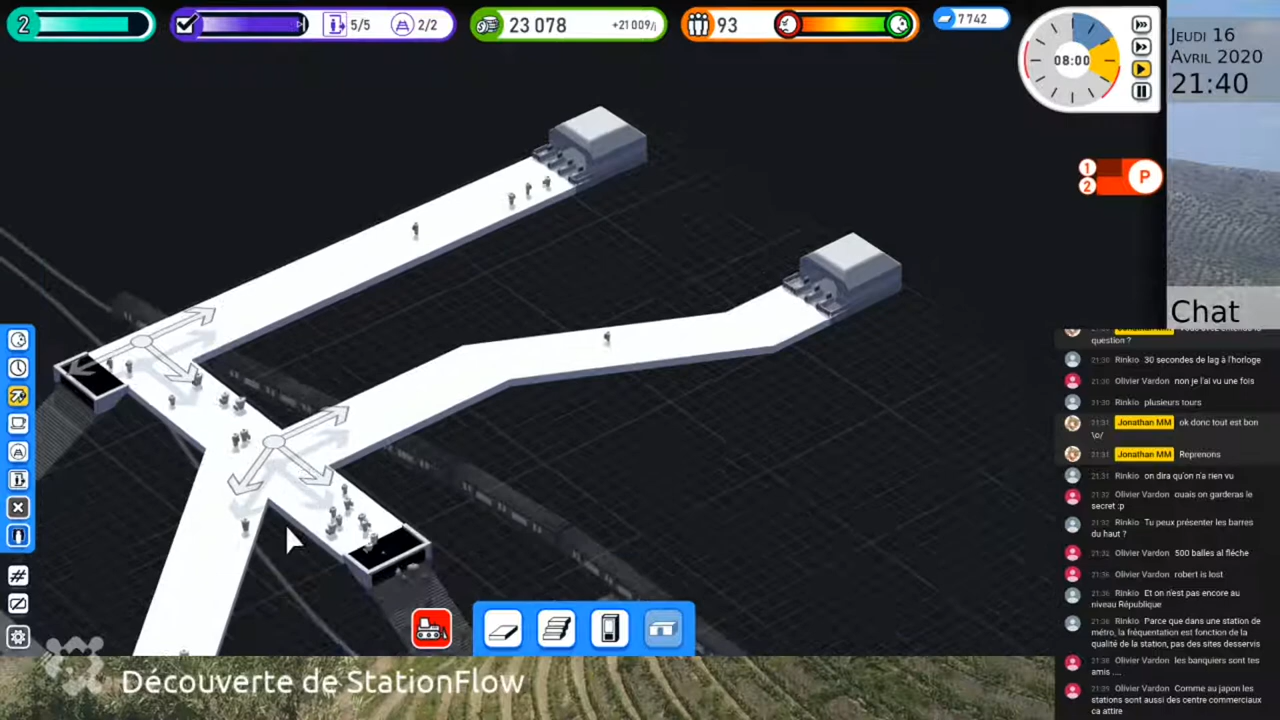 2
5/5
2/2
23 078
+21 009/j
93
7 742
08:00
Jeudi 16
Avril 2020
21:40
1
2
P
Chat
question ?
21:30 Rinkio 30 secondes de lag à l'horloge
21:30 Olivier Vardon non je l'ai vu une fois
21:30 Rinkio plusieurs tours
21:31 Jonathan MM ok donc tout est bon
\o/
21:31 Jonathan MM Reprenons
21:31 Rinkio on dira qu'on n'a rien vu
21:32 Olivier Vardon ouais on garderas le
secret :p
21:32 Rinkio Tu peux présenter les barres
du haut ?
21:32 Olivier Vardon 500 balles al fléche
21:36 Olivier Vardon robert is lost
21:36 Rinkio Et on n'est pas encore au
niveau République
21:38 Rinkio Parce que dans une station de
métro, la fréquentation est fonction de la
qualité de la station, pas des sites desservis
21:38 Olivier Vardon les banquiers sont tes
amis ....
21:39 Olivier Vardon Comme au japon les
stations sont aussi des centre commerciaux
ca attire
Découverte de StationFlow